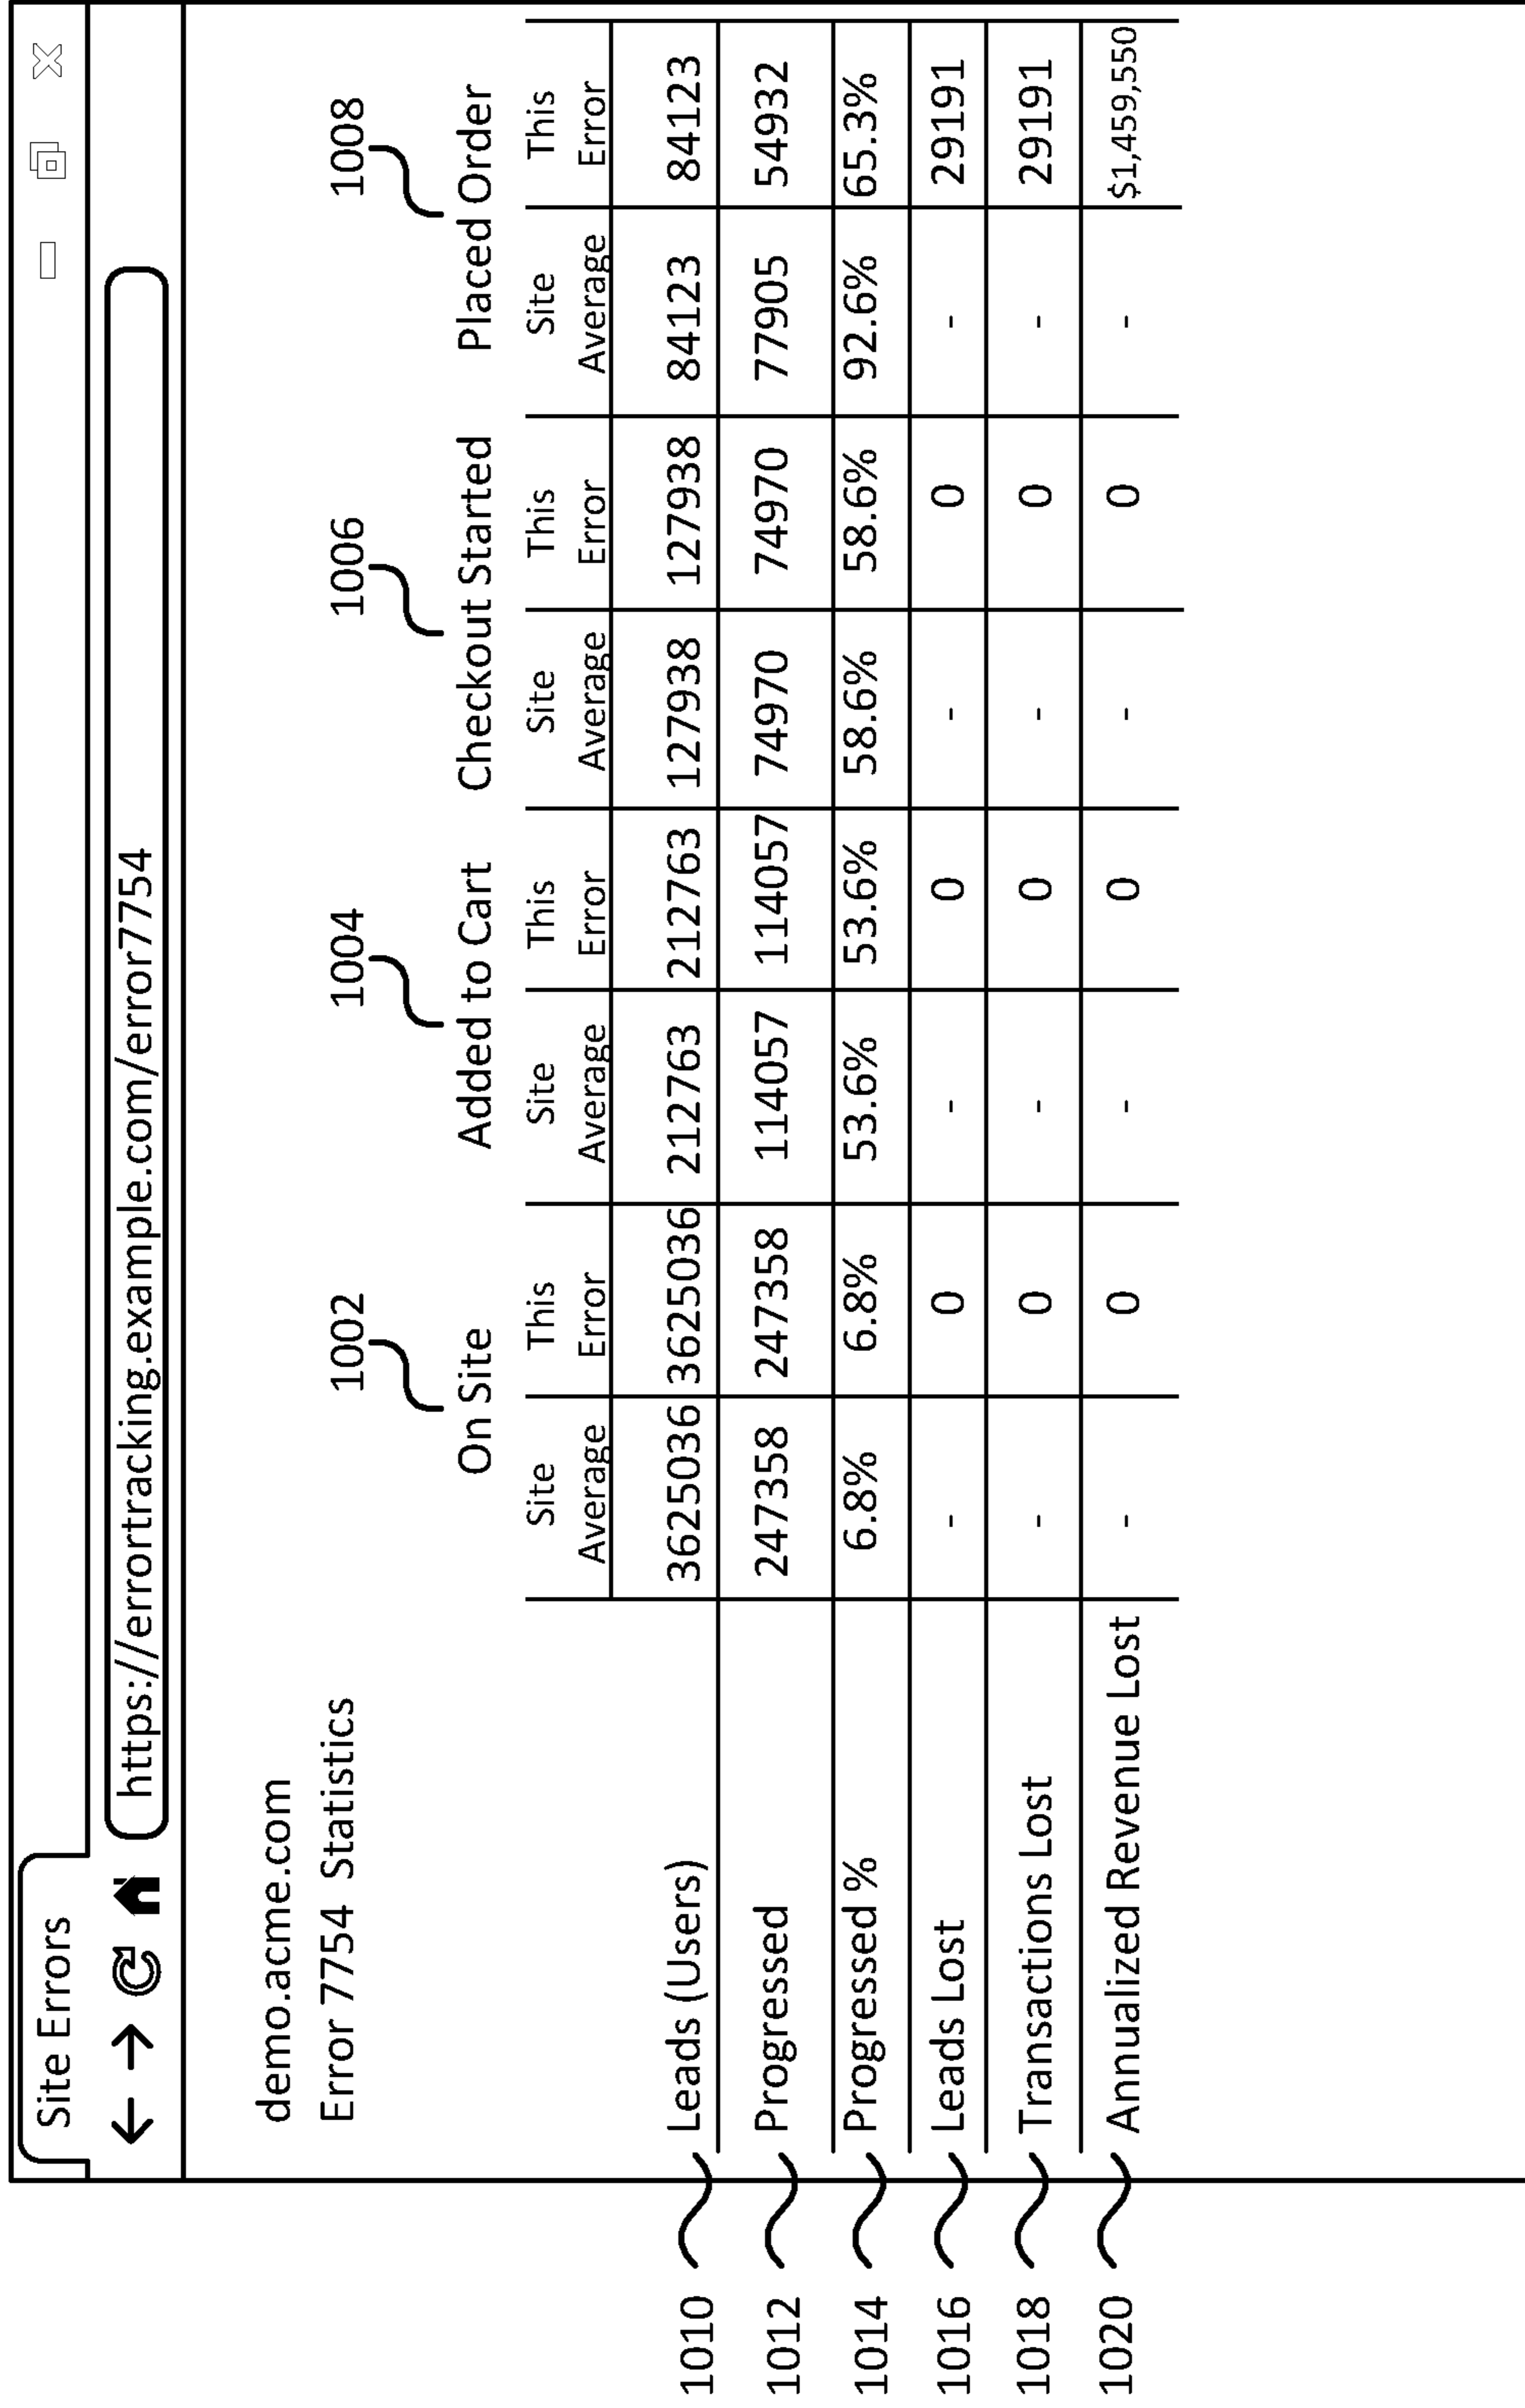 Site Errors
https://errortracking.example.com/error7754
demo.acme.com
Error 7754 Statistics
1002 1004 1006 1008
On Site Added to Cart Checkout Started Placed Order
Site This Site This Site This Site This
Average Error Average Error Average Error Average Error
1010 Leads (Users) 3625036 3625036 212763 212763 127938 127938 84123 84123
1012 Progressed 247358 247358 114057 114057 74970 74970 77905 54932
1014 Progressed % 6.8% 6.8% 53.6% 53.6% 58.6% 58.6% 92.6% 65.3%
1016 Leads Lost - 0 - 0 - 0 - 29191
1018 Transactions Lost - 0 - 0 - 0 - 29191
1020 Annualized Revenue Lost - 0 - 0 - 0 - $1,459,550